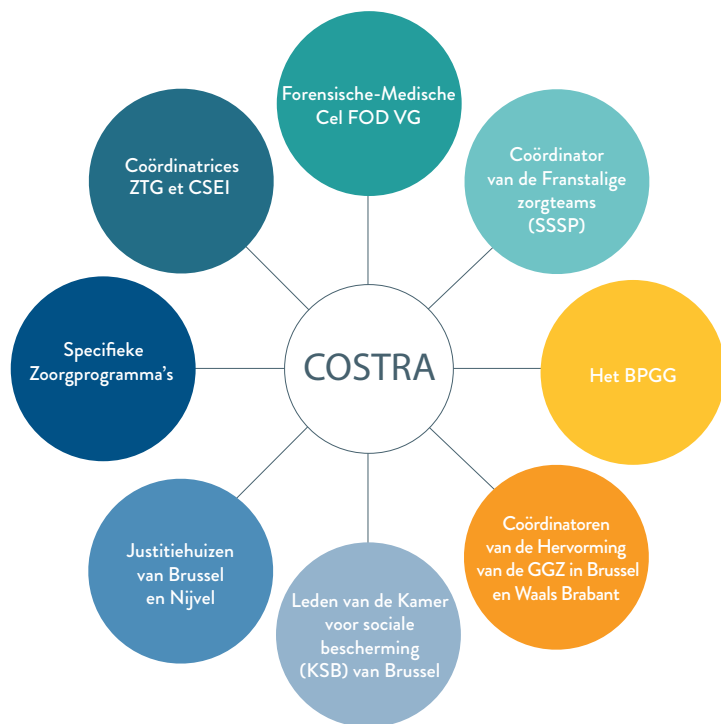 Forensische-Medische
Cel FOD VG
Coördinator
van de Franstalige
zorgteams
(SSSP)
Het BPGG
Coördinatoren
van de Hervorming
van de GGZ in Brussel
en Waals Brabant
Leden van de Kamer
voor sociale
bescherming
(KSB) van Brussel
Justitiehuizen
van Brussel
en Nijvel
Specifieke
Zoorgprogramma's
Coördinatrices
ZTG et CSEI
COSTRA